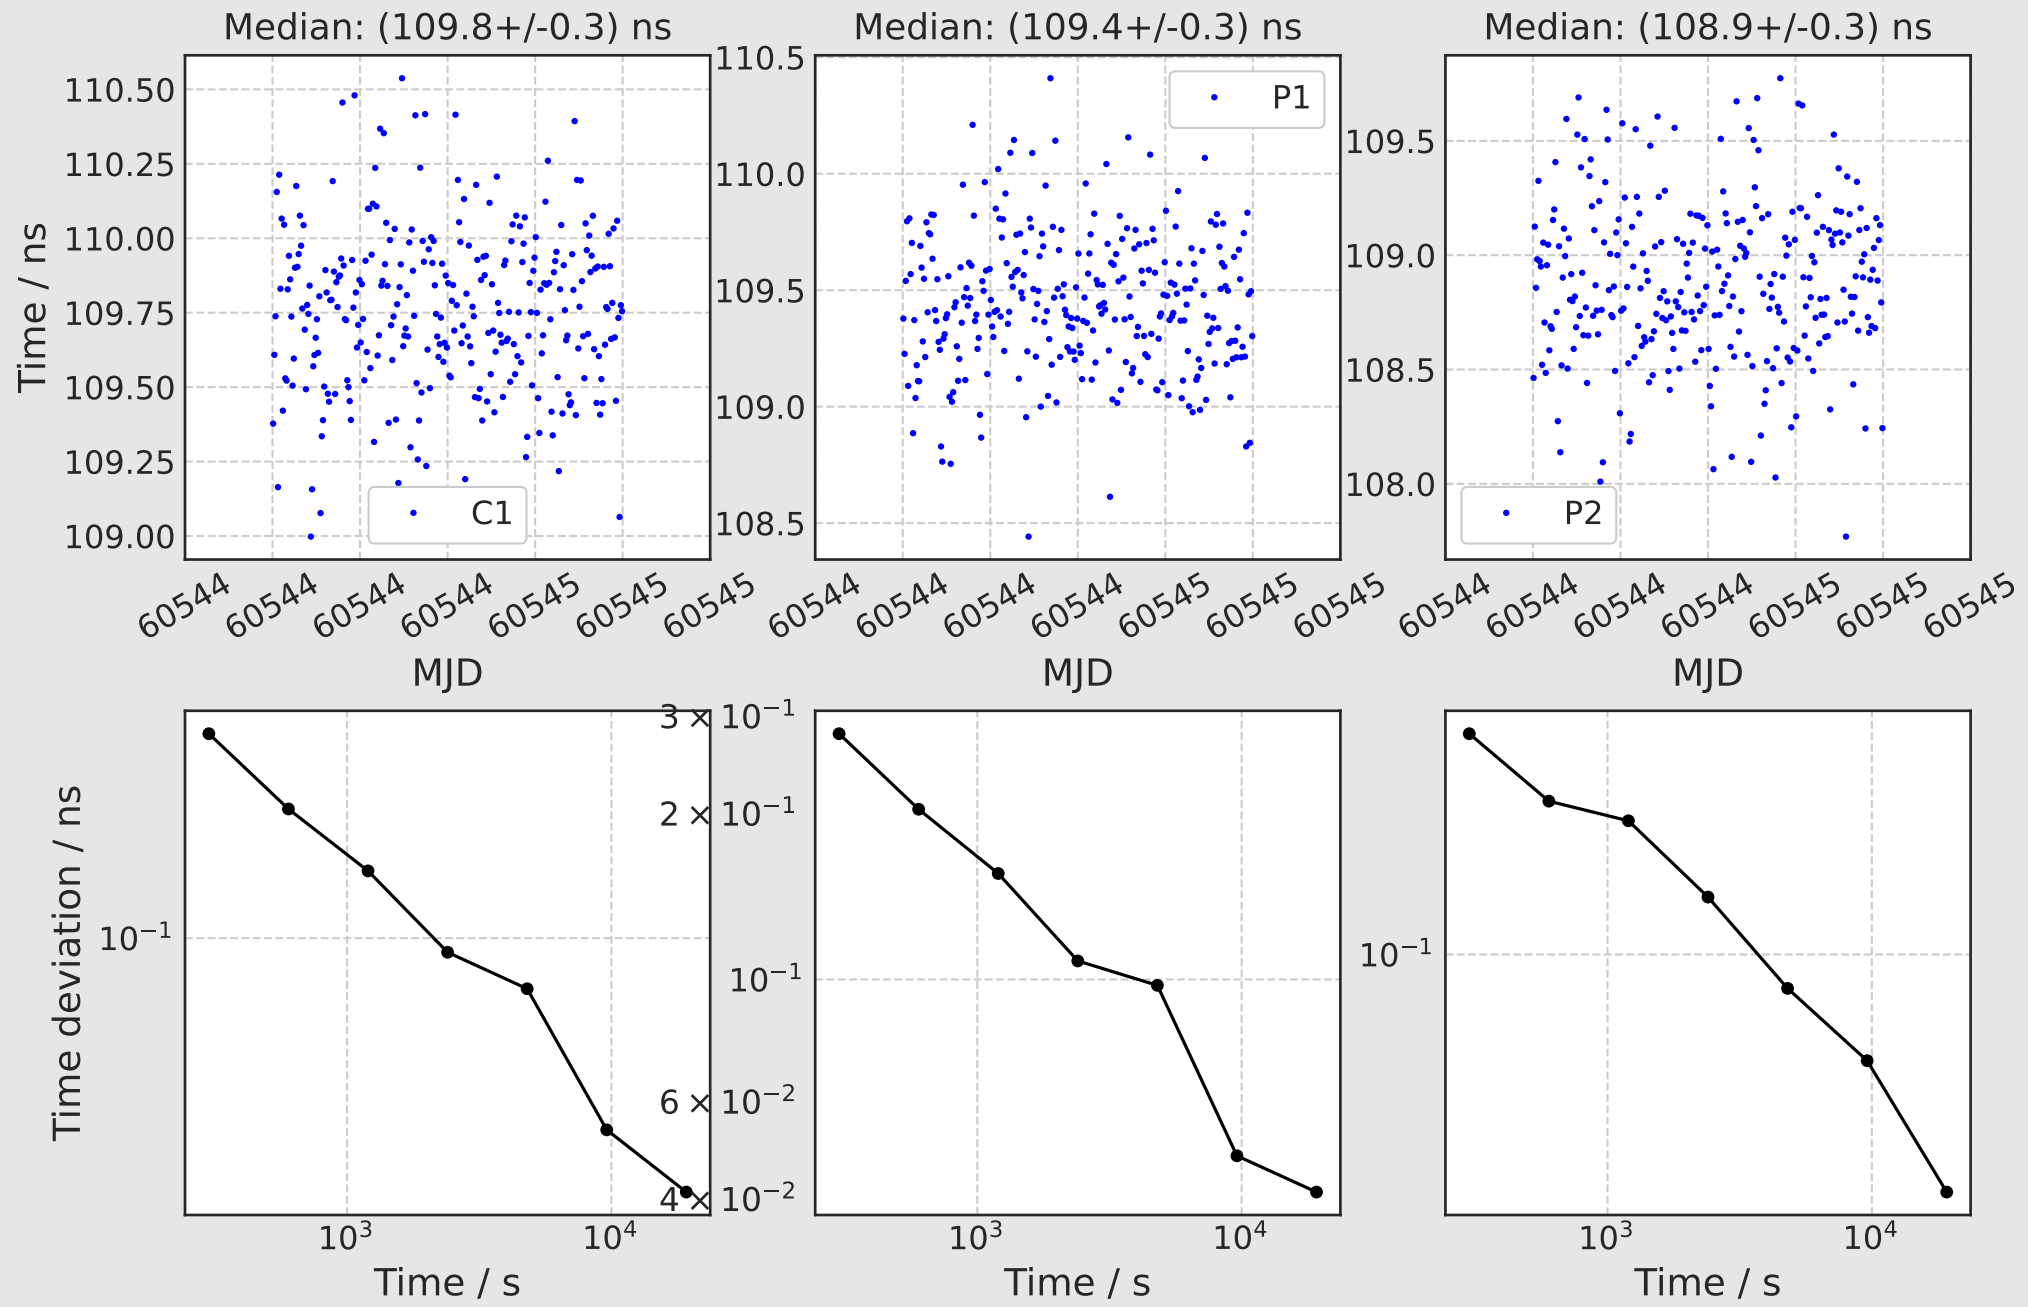 Median: (109.8+/-0.3) ns
Median: (109.4+/-0.3) ns
Median: (108.9+/-0.3) ns
Time / ns
110.50
110.25
110.00
109.75
109.50
109.25
109.00
C1
60544
60544
60544
60544
60545
60545
60545
MJD
110.5
110.0
109.5
109.0
108.5
P1
60544
60544
60544
60544
60545
60545
60545
MJD
109.5
109.0
108.5
108.0
P2
60544
60544
60544
60544
60545
60545
60545
MJD
Time deviation / ns
10⁻¹
10³
10⁴
Time / s
3 × 10⁻¹
2 × 10⁻¹
10⁻¹
6 × 10⁻²
4 × 10⁻²
10³
10⁴
Time / s
10⁻¹
10³
10⁴
Time / s